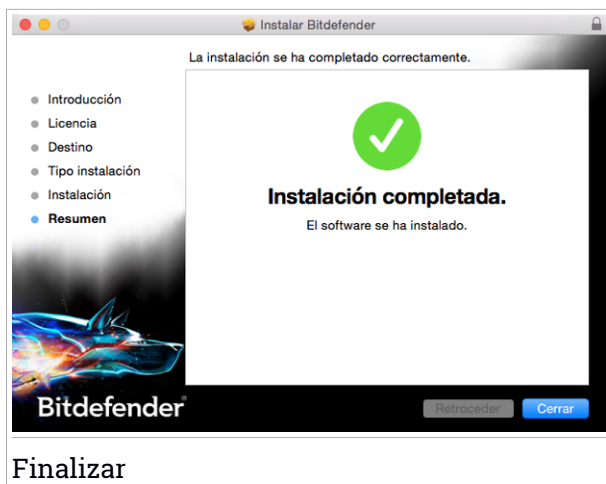 Instalar Bitdefender
La instalación se ha completado correctamente.
Introducción
Licencia
Destino
Tipo instalación
Instalación
Resumen
Instalación completada.
El software se ha instalado.
Bitdefender
Retroceder
Cerrar
Finalizar